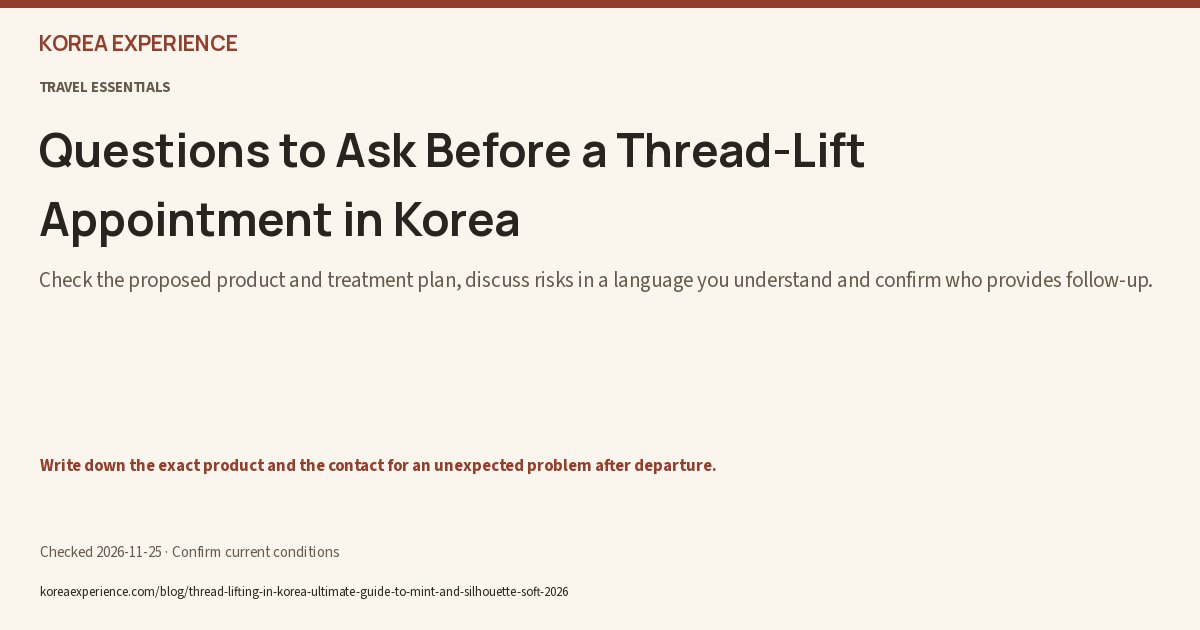 KOREA EXPERIENCE
TRAVEL ESSENTIALS
Questions to Ask Before a Thread-Lift
Appointment in Korea
Check the proposed product and treatment plan, discuss risks in a language you understand and confirm who provides follow-up.
Write down the exact product and the contact for an unexpected problem after departure.
Checked 2026-11-25 · Confirm current conditions
koreaexperience.com/blog/thread-lifting-in-korea-ultimate-guide-to-mint-and-silhouette-soft-2026